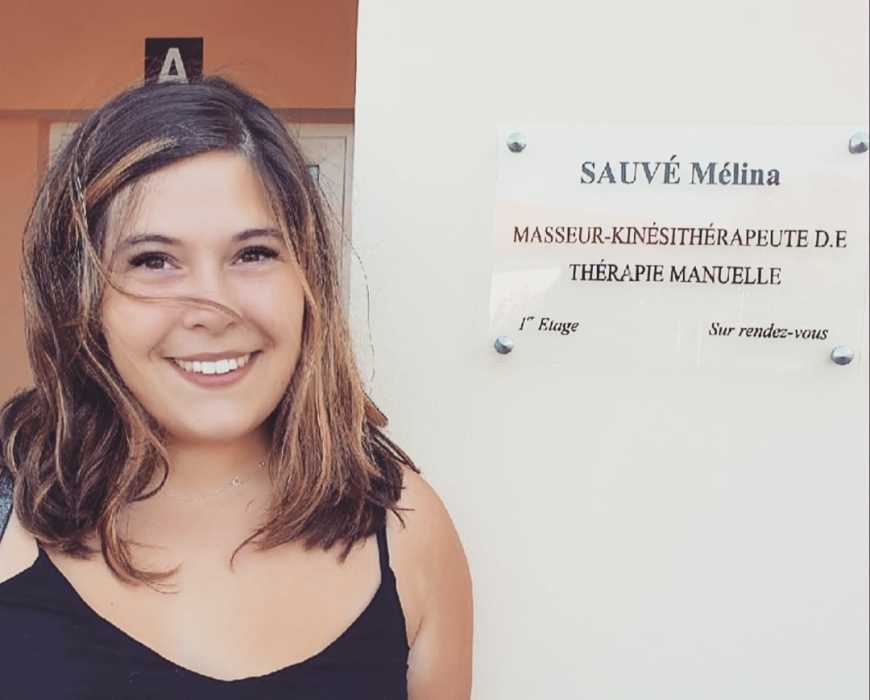 A
SAUVÉ Mélina
MASSEUR-KINÉSITHÉRAPEUTE D.E
THÉRAPIE MANUELLE
1er Etage Sur rendez-vous